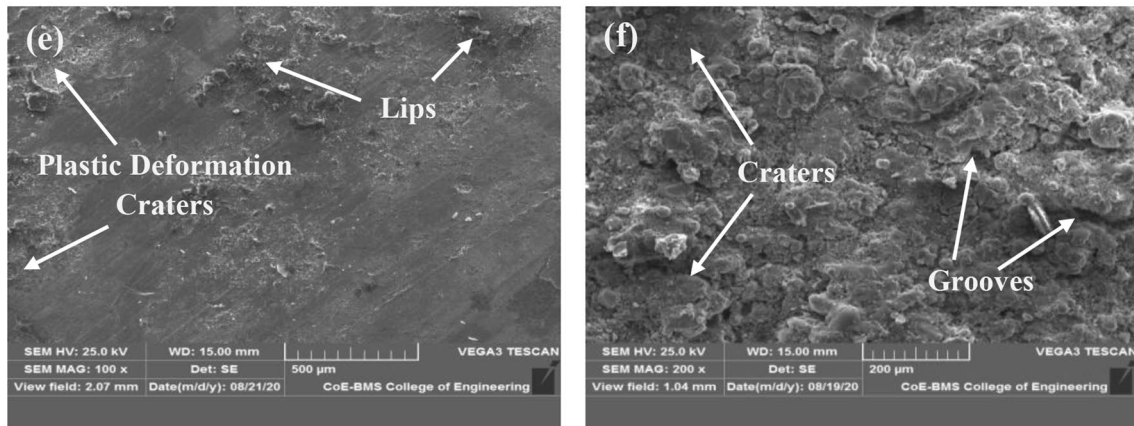 (e)
Lips
Plastic Deformation
Craters
SEM HV: 25.0 kV
WD: 15.00 mm
VEGA3 TESCAN
SEM MAG: 100 x
Det: SE
500 µm
View field: 2.07 mm
Date(m/d/y): 08/21/20
CoE-BMS College of Engineering
(f)
Craters
Grooves
SEM HV: 25.0 kV
WD: 15.00 mm
VEGA3 TESCAN
SEM MAG: 200 x
Det: SE
200 µm
View field: 1.04 mm
Date(m/d/y): 08/19/20
CoE-BMS College of Engineering